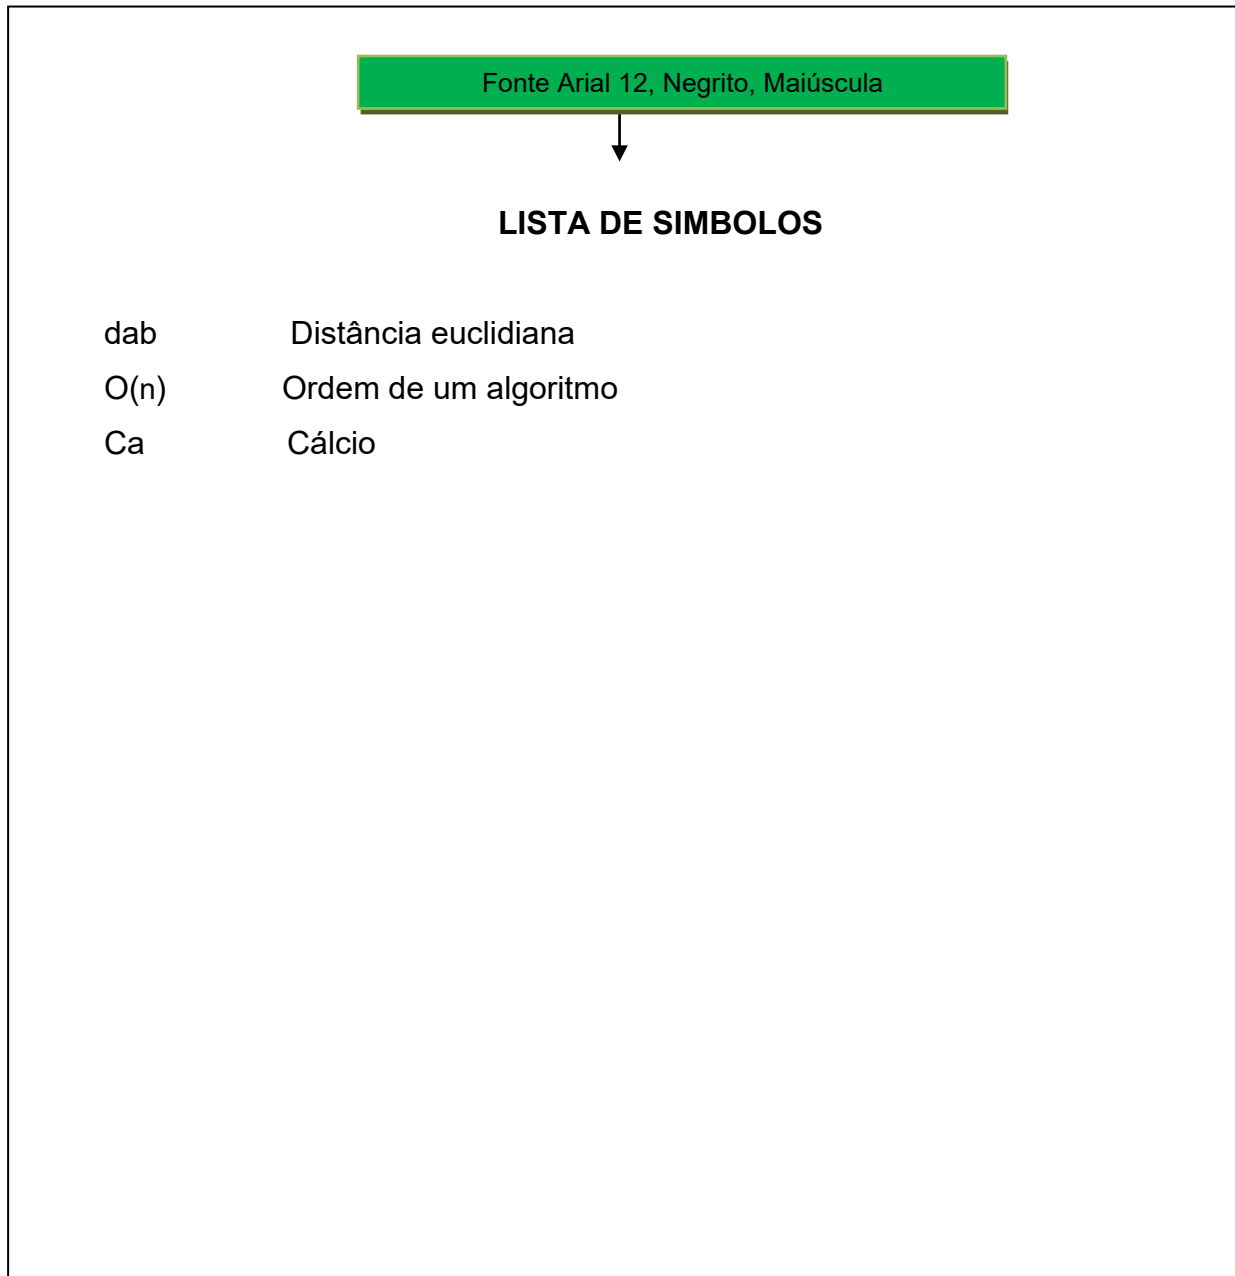 Fonte Arial 12, Negrito, Maiúscula
LISTA DE SIMBOLOS
dab Distância euclidiana
O(n) Ordem de um algoritmo
Ca Cálcio